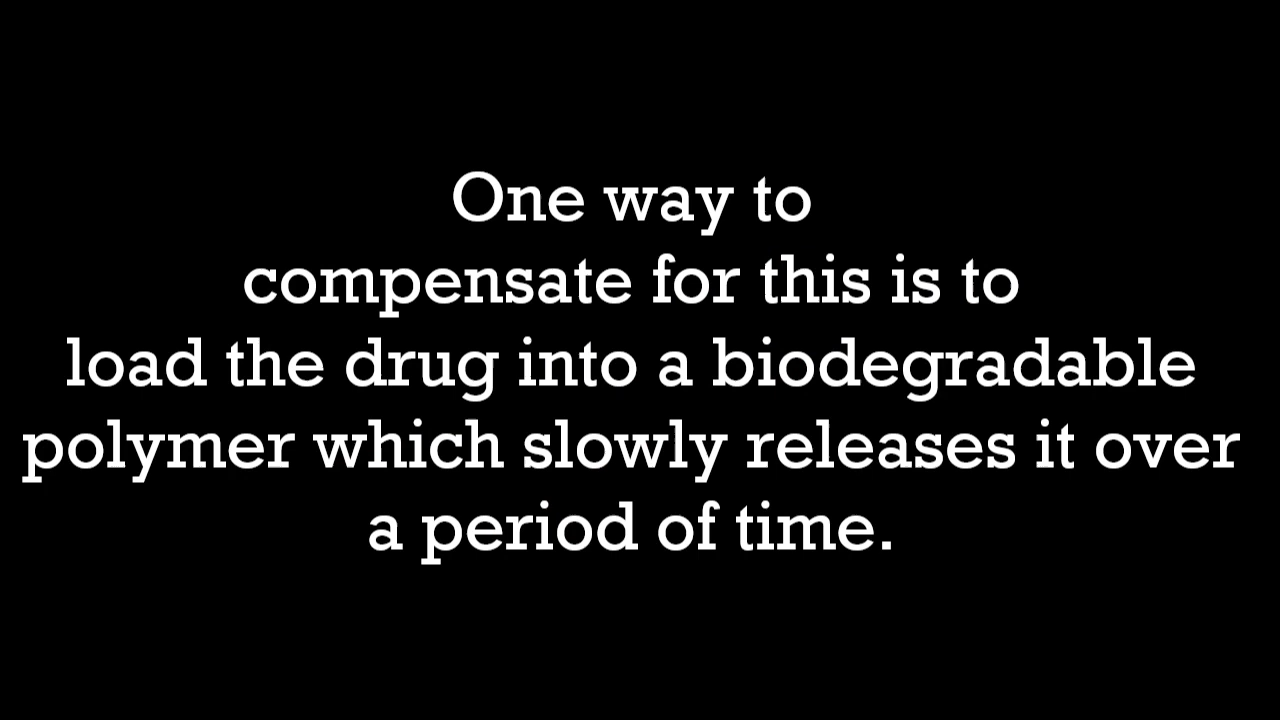 One way to
compensate for this is to
load the drug into a biodegradable
polymer which slowly releases it over
a period of time.